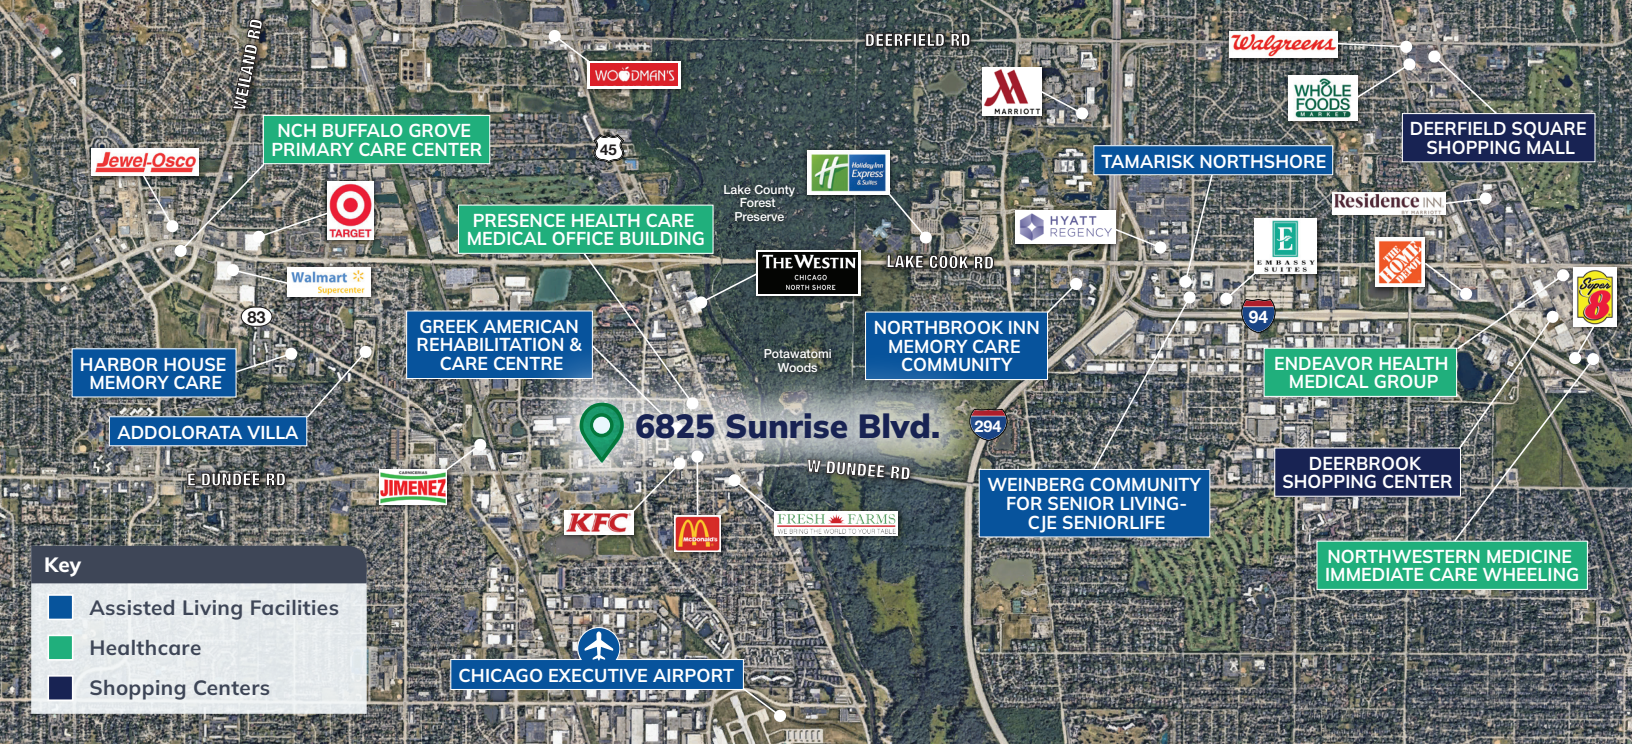 WEILAND RD
DEERFIELD RD
Walgreens
WOODMAN'S
MARRIOTT
WHOLE
FOODS
MARKET
NCH BUFFALO GROVE
PRIMARY CARE CENTER
DEERFIELD SQUARE
SHOPPING MALL
45
Jewel-Osco
TAMARISK NORTHSHORE
Holiday Inn
Express
& Suites
Lake County
Forest
Preserve
TARGET
Residence INN
BY MARRIOTT
PRESENCE HEALTH CARE
MEDICAL OFFICE BUILDING
HYATT
REGENCY
E
EMBASSY
SUITES
THE WESTIN
CHICAGO
NORTH SHORE
LAKE COOK RD
THE
HOME
DEPOT
Walmart
Supercenter
Super
8
83
94
GREEK AMERICAN
REHABILITATION &
CARE CENTRE
NORTHBROOK INN
MEMORY CARE
COMMUNITY
HARBOR HOUSE
MEMORY CARE
Potawatomi
Woods
ENDEAVOR HEALTH
MEDICAL GROUP
ADDOLORATA VILLA
6825 Sunrise Blvd.
294
E DUNDEE RD
W DUNDEE RD
CARNICERIAS
JIMENEZ
DEERBROOK
SHOPPING CENTER
WEINBERG COMMUNITY
FOR SENIOR LIVING-
CJE SENIORLIFE
KFC
McDonald's
FRESH FARMS
WE BRING THE WORLD TO YOUR TABLE
NORTHWESTERN MEDICINE
IMMEDIATE CARE WHEELING
Key
Assisted Living Facilities
Healthcare
Shopping Centers
CHICAGO EXECUTIVE AIRPORT